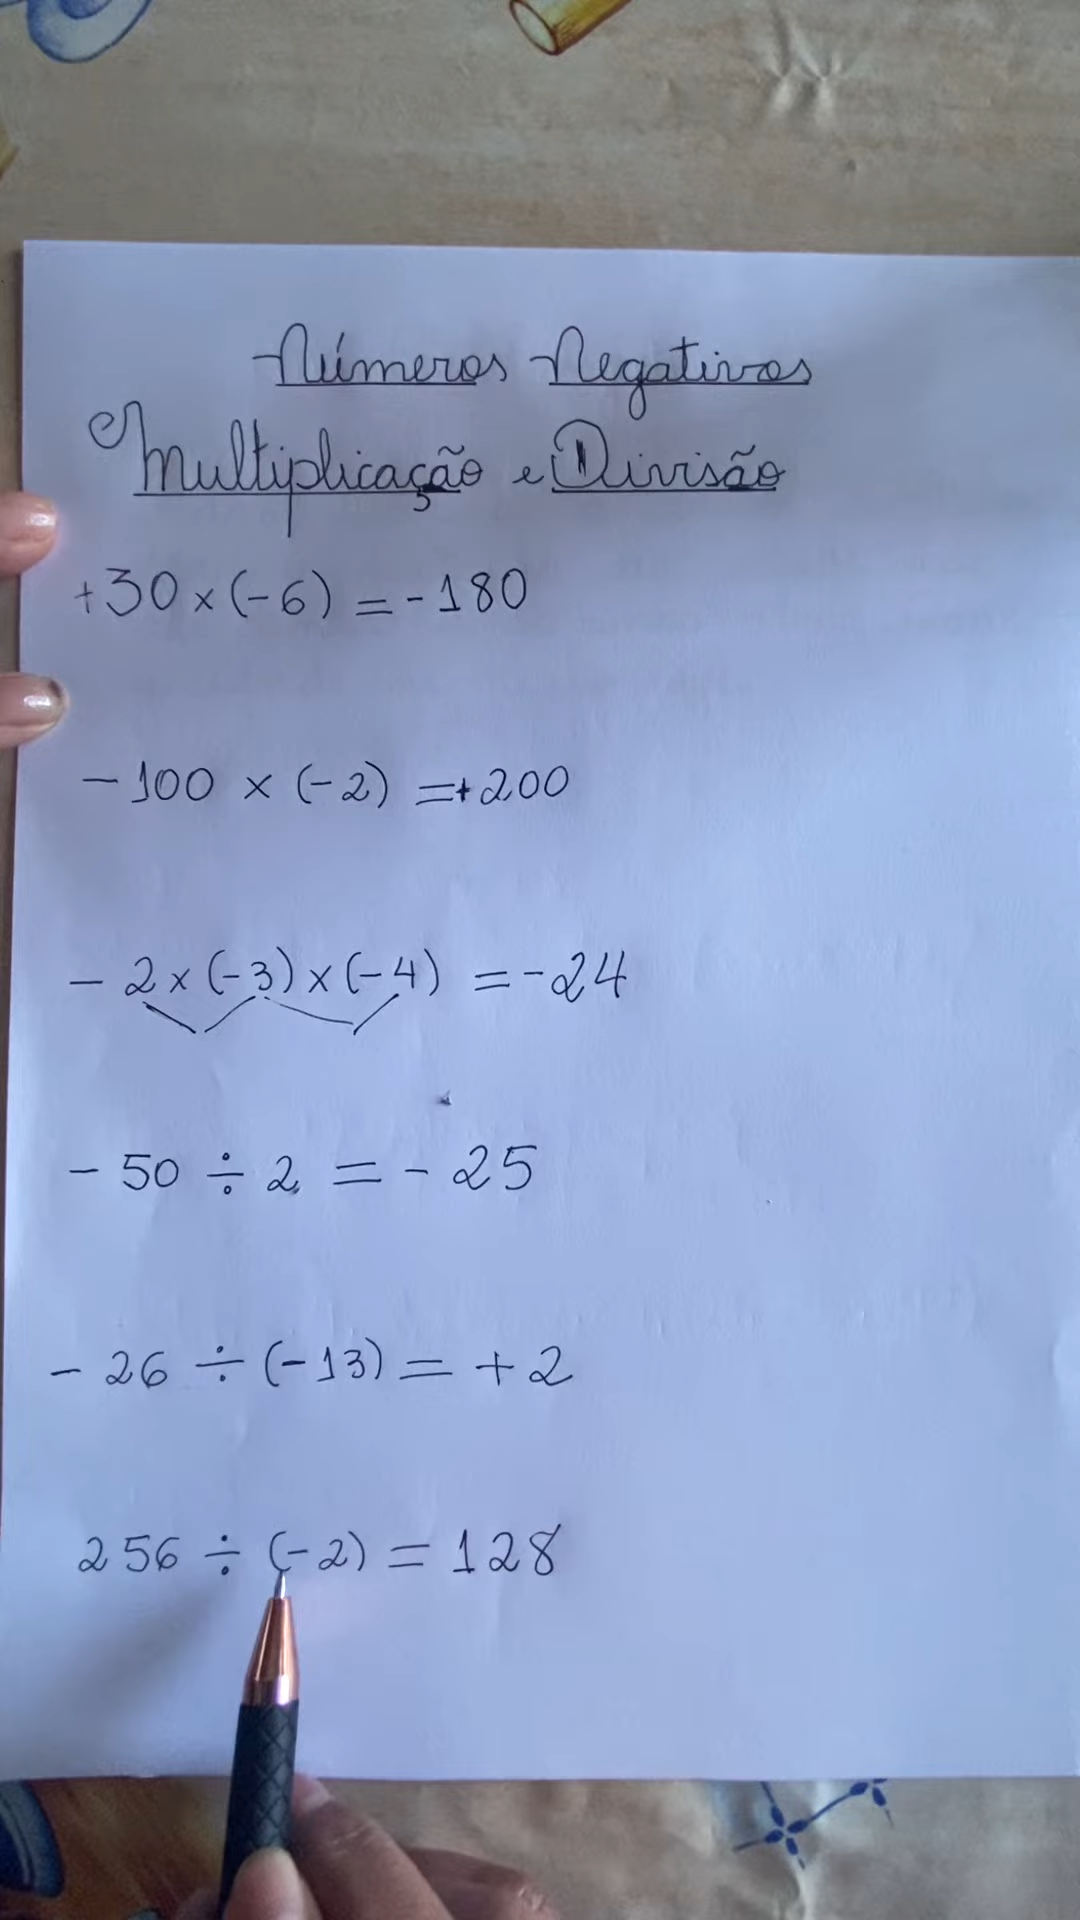 Números Negativos
Multiplicação e Divisão
+30 × (-6) = -180
-100 × (-2) = +200
-2 × (-3) × (-4) = -24
-50 ÷ 2 = -25
-26 ÷ (-13) = +2
256 ÷ (-2) = 128